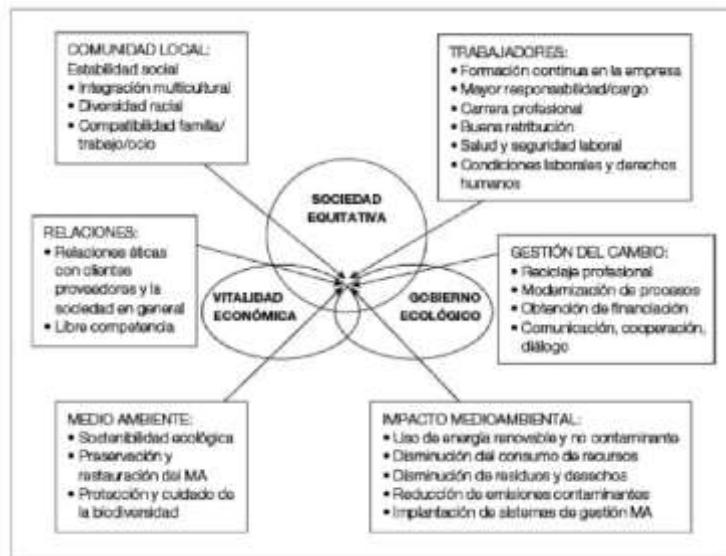 COMUNIDAD LOCAL:
Estabilidad social
• Integración multicultural
• Diversidad racial
• Compatibilidad familia/
trabajo/ocio
TRABAJADORES:
• Formación continua en la empresa
• Mayor responsabilidad/cargo
• Carrera profesional
• Buena retribución
• Salud y seguridad laboral
• Condiciones laborales y derechos
humanos
SOCIEDAD
EQUITATIVA
RELACIONES:
• Relaciones éticas
con clientes
proveedores y la
sociedad en general
• Libre competencia
VITALIDAD
ECONÓMICA
GOBIERNO
ECOLÓGICO
GESTIÓN DEL CAMBIO:
• Reciclaje profesional
• Modernización de procesos
• Obtención de financiación
• Comunicación, cooperación,
diálogo
MEDIO AMBIENTE:
• Sostenibilidad ecológica
• Preservación y
restauración del MA
• Protección y cuidado de
la biodiversidad
IMPACTO MEDIOAMBIENTAL:
• Uso de energía renovable y no contaminante
• Disminución del consumo de recursos
• Disminución de residuos y desechos
• Reducción de emisiones contaminantes
• Implantación de sistemas de gestión MA